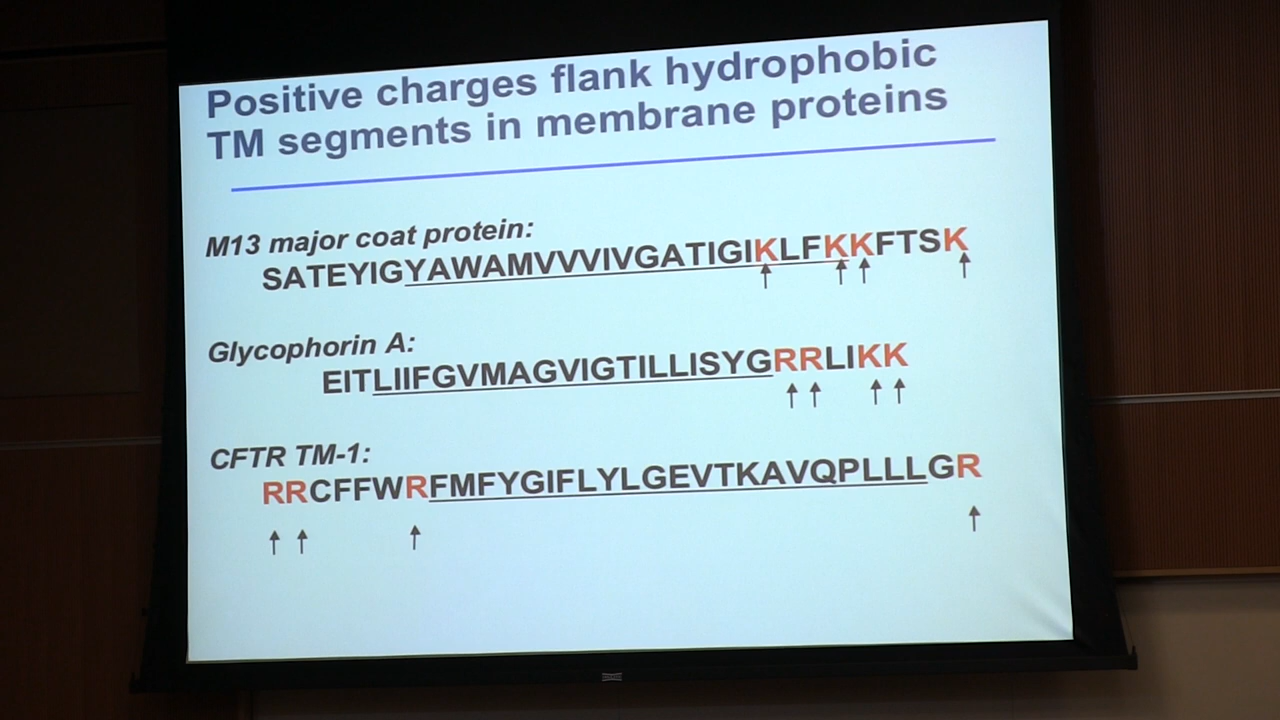 Positive charges flank hydrophobic
TM segments in membrane proteins
M13 major coat protein:
SATEYIGYAWAMVVVIVGATIGIKLFKKFTSK
Glycophorin A:
EITLIIFGVMAGVIGTILLISYGRRLIKK
CFTR TM-1:
RRCFFWRFMFYGIFLYLGEVTKAVQPLLLGR